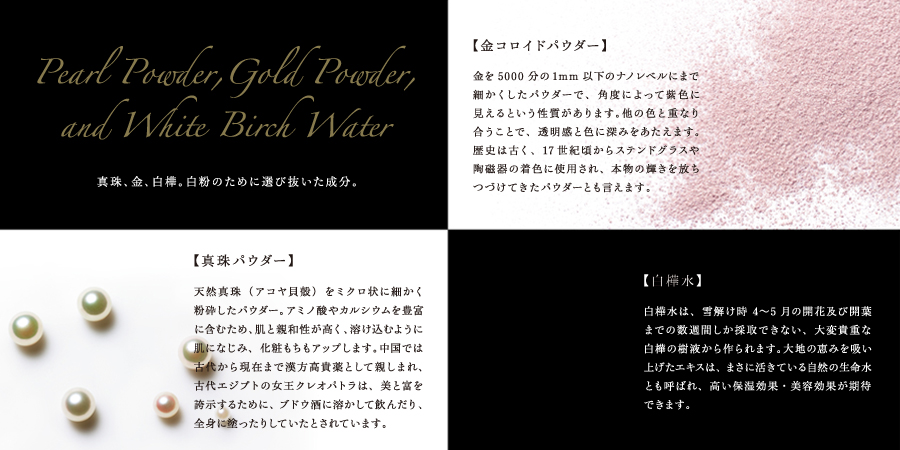 Pearl Powder, Gold Powder,
and White Birch Water
真珠、金、白樺。白粉のために選び抜いた成分。
【金コロイドパウダー】
金を5000 分の1mm 以下のナノレベルにまで
細かくしたパウダーで、角度によって紫色に
見えるという性質があります。他の色と重なり
合うことで、透明感と色に深みをあたえます。
歴史は古く、17 世紀頃からステンドグラスや
陶磁器の着色に使用され、本物の輝きを放ち
つづけてきたパウダーとも言えます。
【真珠パウダー】
天然真珠（アコヤ貝殻）をミクロ状に細かく
粉砕したパウダー。アミノ酸やカルシウムを豊富
に含むため、肌と親和性が高く、溶け込むように
肌になじみ、化粧もちもアップします。中国では
古代から現在まで漢方高貴薬として親しまれ、
古代エジプトの女王クレオパトラは、美と富を
誇示するために、ブドウ酒に溶かして飲んだり、
全身に塗ったりしていたとされています。
【白樺水】
白樺水は、雪解け時 4〜5 月の開花及び開葉
までの数週間しか採取できない、大変貴重な
白樺の樹液から作られます。大地の恵みを吸い
上げたエキスは、まさに活きている自然の生命水
とも呼ばれ、高い保湿効果・美容効果が期待
できます。